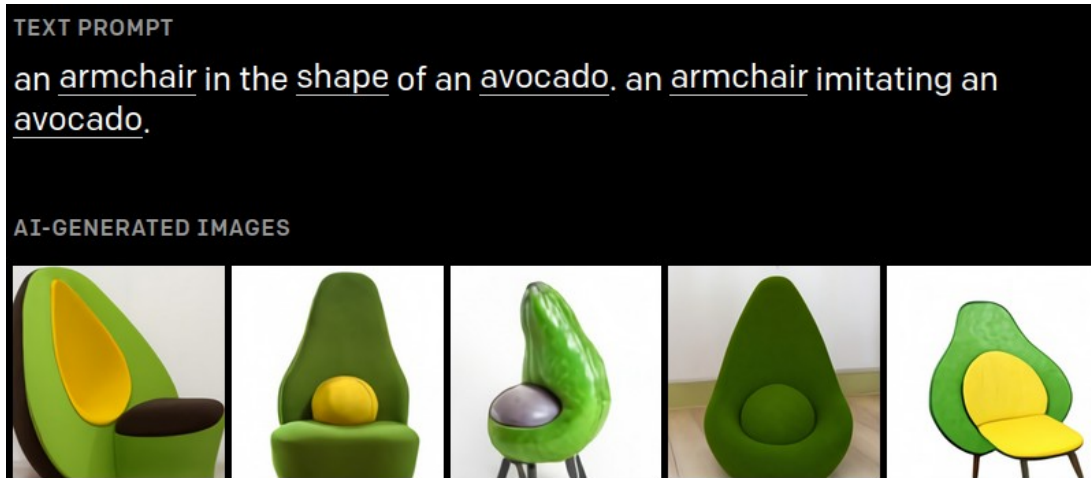 TEXT PROMPT
an armchair in the shape of an avocado. an armchair imitating an
avocado.
AI-GENERATED IMAGES